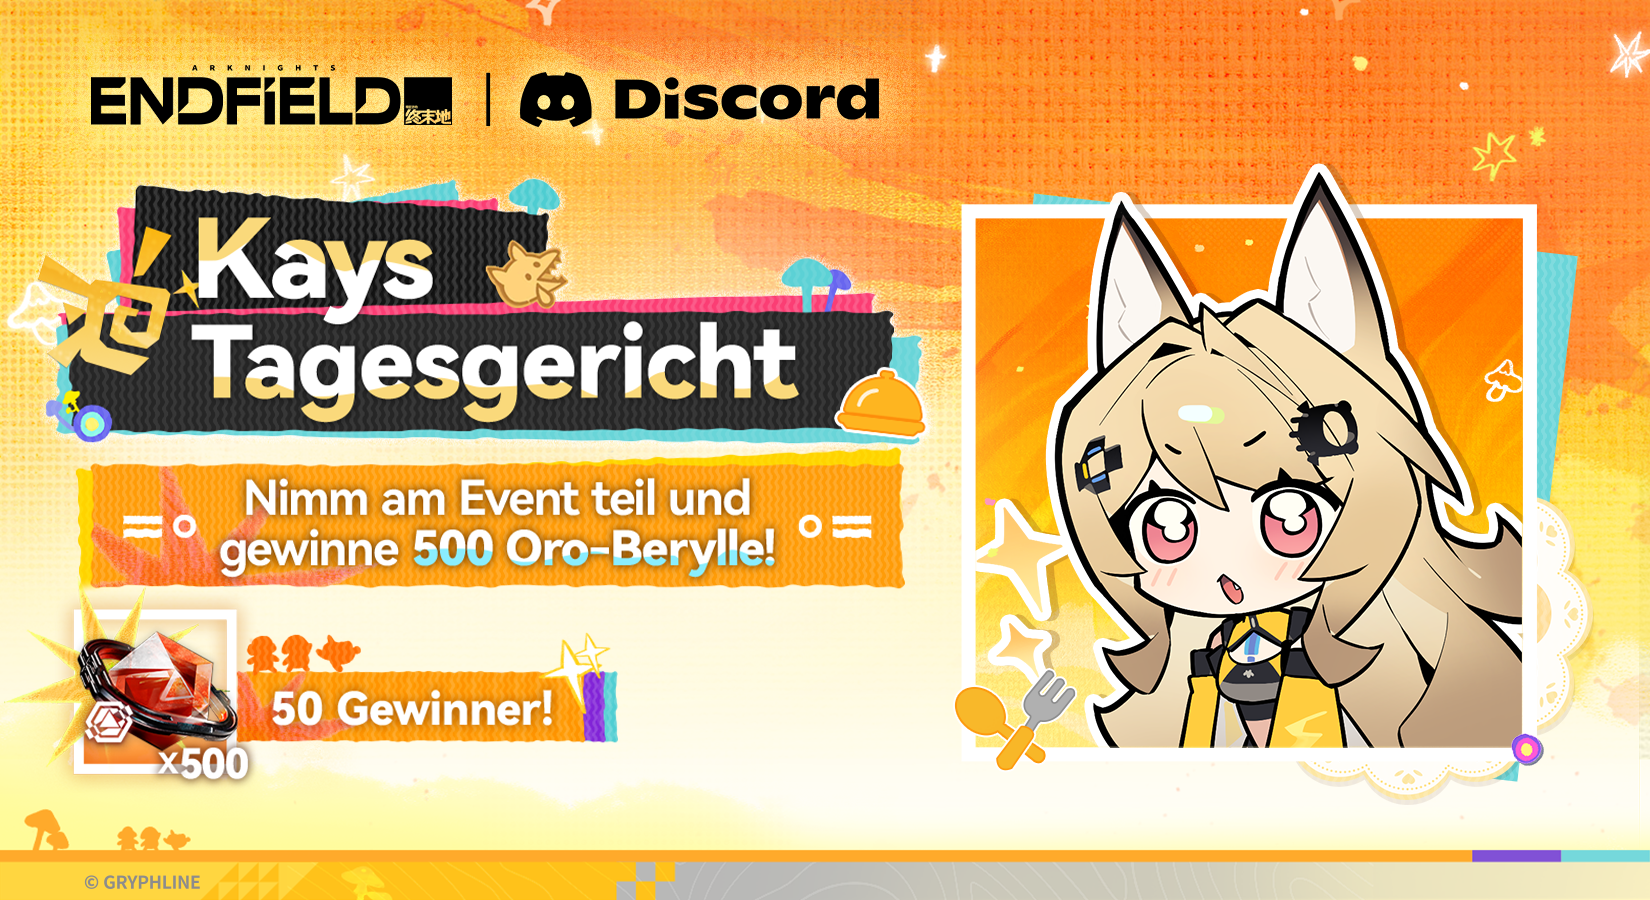 ARKNIGHTS
ENDFIELD
终末地
Discord
Kays
Tagesgericht
Nimm am Event teil und
gewinne 500 Oro-Berylle!
50 Gewinner!
x500
© GRYPHLINE